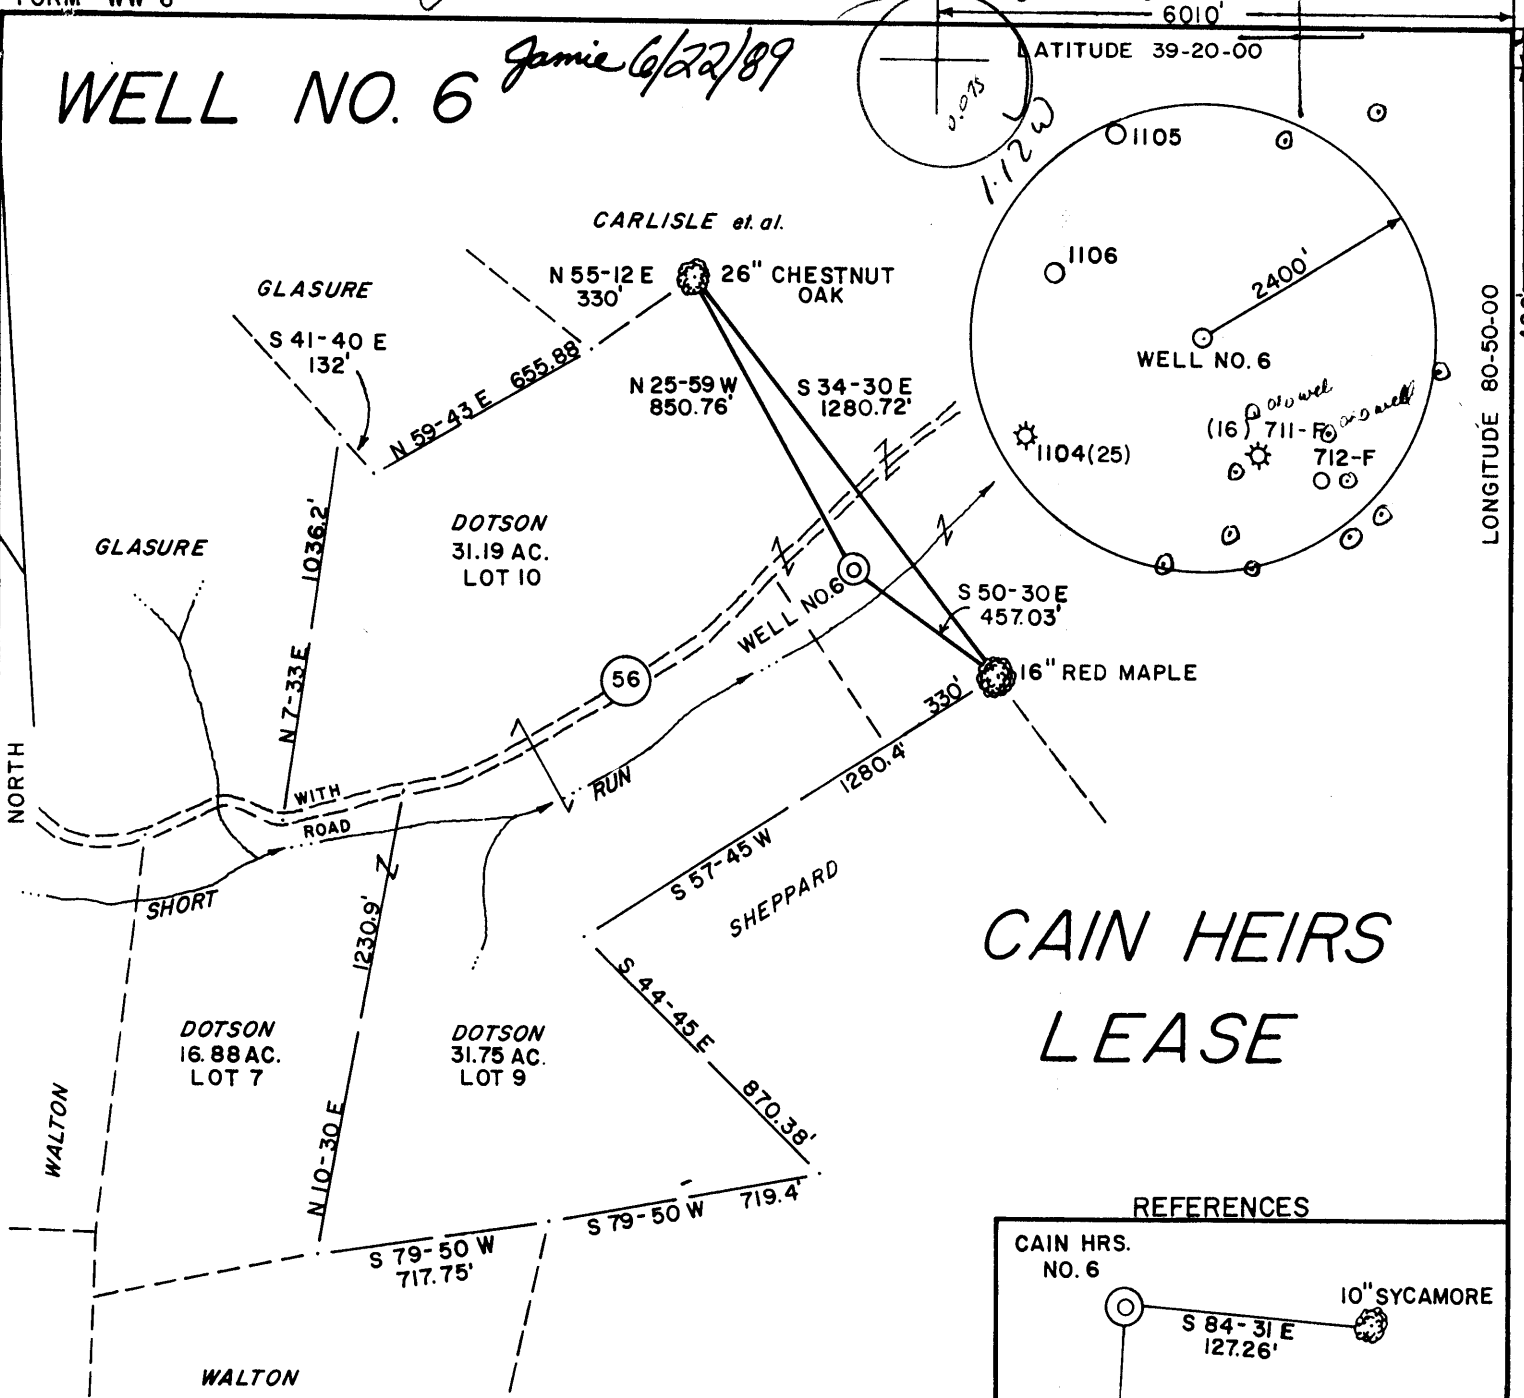 FORM WW-6
6010'
LATITUDE 39-20-00
WELL NO. 6
Jamie 6/22/89
0.095
1.12 W
1105
CARLISLE et. al.
1106
GLASURE
N 55-12 E
330'
26" CHESTNUT
OAK
2400'
LONGITUDE 80-50-00
S 41-40 E
132'
WELL NO. 6
N 59-43 E 655.88'
N 25-59 W
850.76'
S 34-30 E
1280.72'
(16) 711-F
1104(25)
712-F
1036.2'
N 7-33 E
GLASURE
DOTSON
31.19 AC.
LOT 10
WELL NO. 6
S 50-30 E
457.03'
56
16" RED MAPLE
330'
1280.4'
NORTH
WITH
ROAD
RUN
SHORT
S 57-45 W
SHEPPARD
1230.9'
N 10-30 E
CAIN HEIRS
LEASE
S 44-45 E
870.38'
DOTSON
16.88 AC.
LOT 7
DOTSON
31.75 AC.
LOT 9
WALTON
S 79-50 W
717.75'
S 79-50 W 719.4'
WALTON
REFERENCES
CAIN HRS.
NO. 6
10" SYCAMORE
S 84-31 E
127.26'